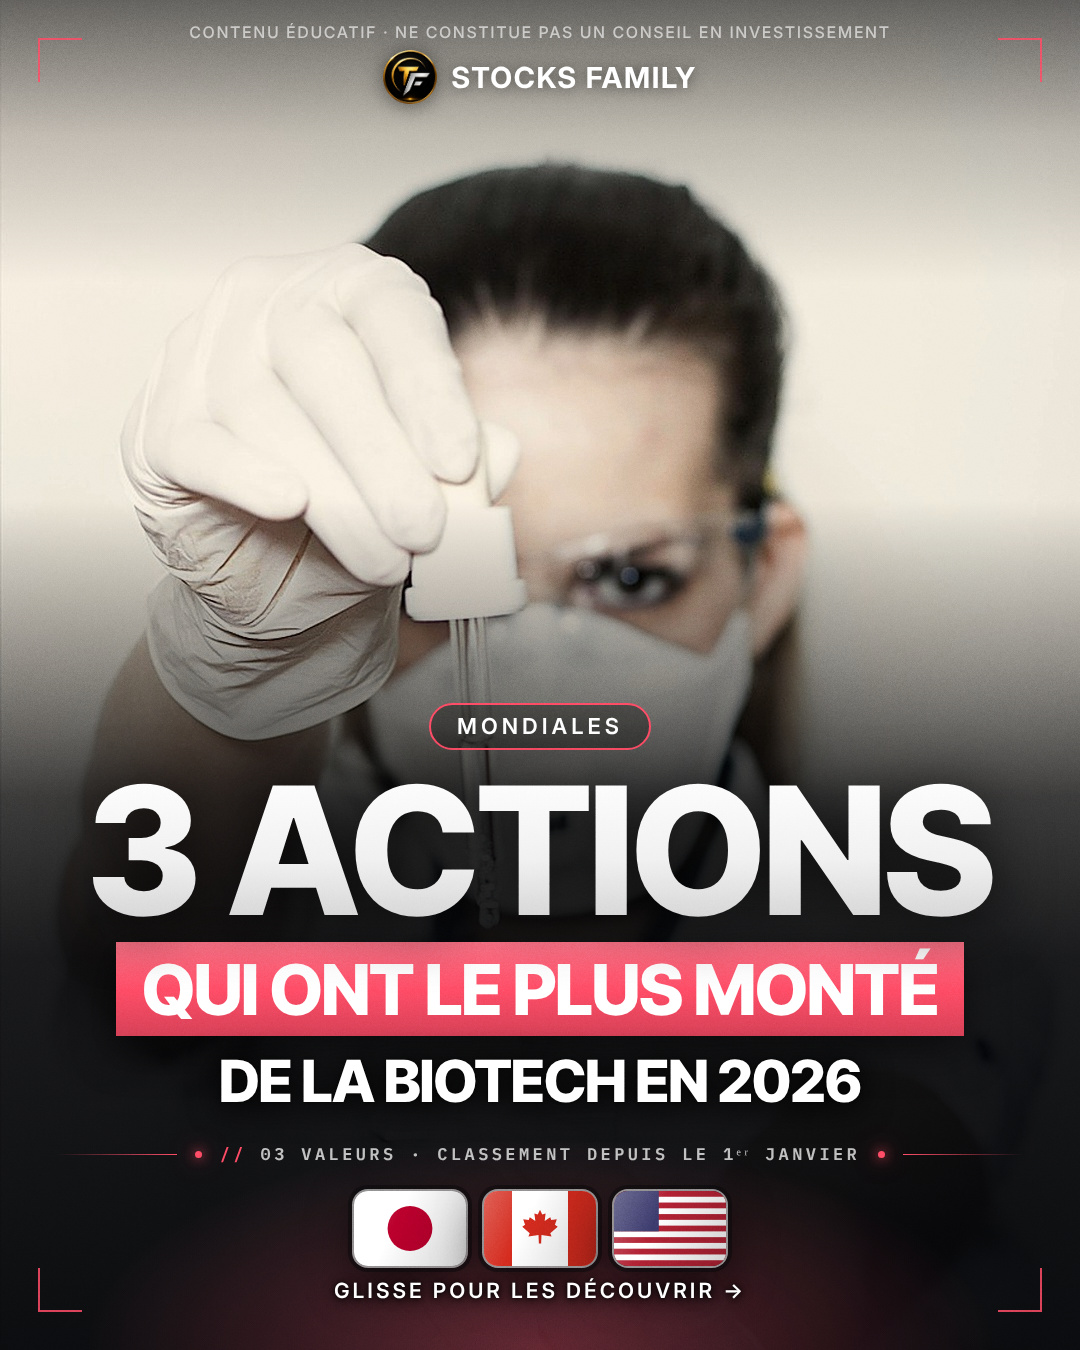 CONTENU ÉDUCATIF · NE CONSTITUE PAS UN CONSEIL EN INVESTISSEMENT
TF STOCKS FAMILY
MONDIALES
3 ACTIONS
QUI ONT LE PLUS MONTÉ
DE LA BIOTECH EN 2026
// 03 VALEURS · CLASSEMENT DEPUIS LE 1er JANVIER
GLISSE POUR LES DÉCOUVRIR →